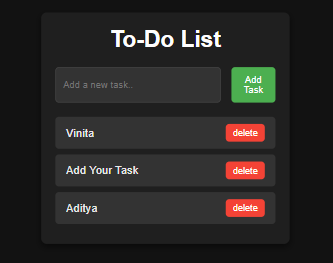 To-Do List
Add a new task..
Add
Task
Vinita
delete
Add Your Task
delete
Aditya
delete